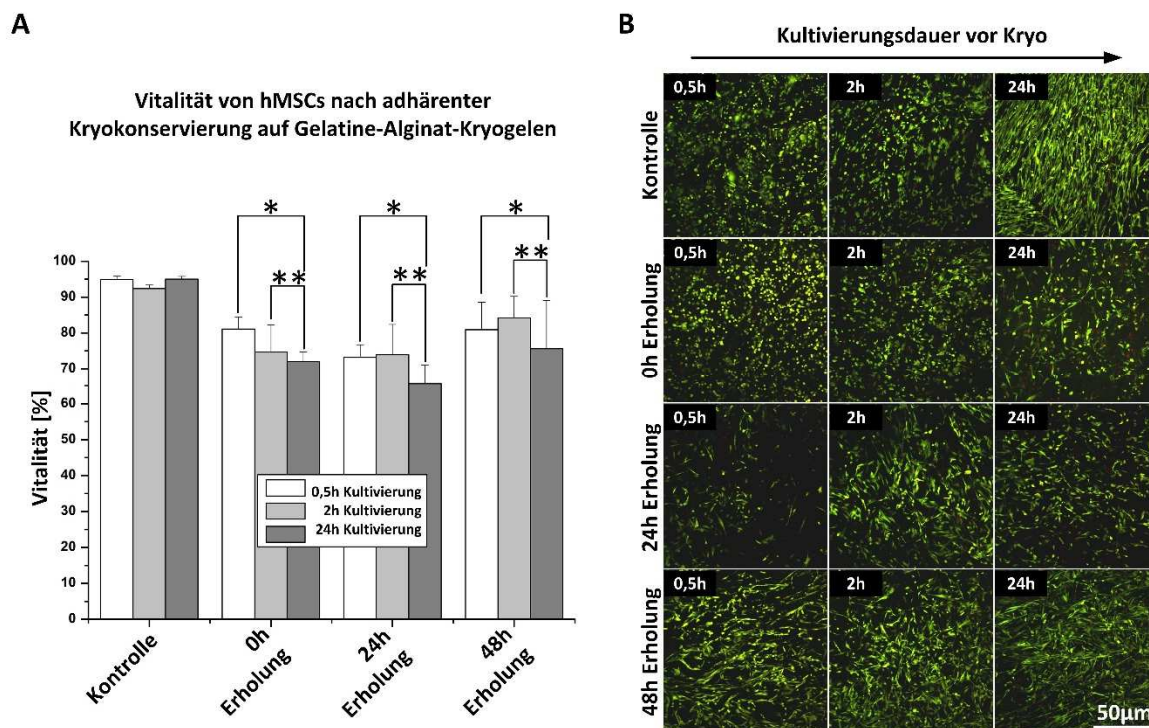 A
Vitalität von hMSCs nach adhärenter
Kryokonservierung auf Gelatine-Alginat-Kryogelen
Vitalität [%]
100
90
80
70
60
50
40
30
20
10
0
*
**
*
**
*
**
0,5h Kultivierung
2h Kultivierung
24h Kultivierung
Kontrolle
0h
Erholung
24h
Erholung
48h
Erholung
B
Kultivierungsdauer vor Kryo
Kontrolle
0,5h
2h
24h
0h Erholung
0,5h
2h
24h
24h Erholung
0,5h
2h
24h
48h Erholung
0,5h
2h
24h
50µm